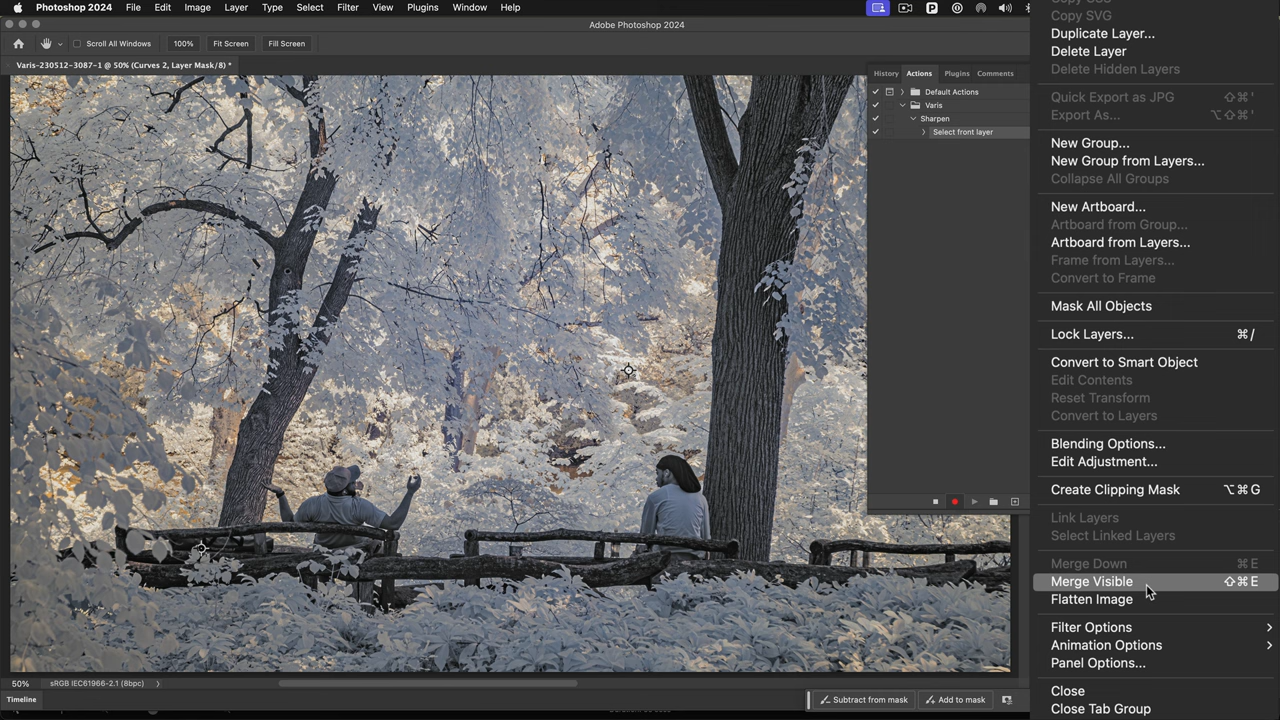 Photoshop 2024 File Edit Image Layer Type Select Filter View Plugins Window Help
Adobe Photoshop 2024
Scroll All Windows 100% Fit Screen Fill Screen
Varis-230512-3087-1 @ 50% (Curves 2, Layer Mask/8) *
History Actions Plugins Comments
Default Actions
Varis
Sharpen
Select front layer
Copy SVG
Duplicate Layer...
Delete Layer
Delete Hidden Layers
Quick Export as JPG ⇧⌘'
Export As... ⌥⇧⌘'
New Group...
New Group from Layers...
Collapse All Groups
New Artboard...
Artboard from Group...
Artboard from Layers...
Frame from Layers...
Convert to Frame
Mask All Objects
Lock Layers... ⌘/
Convert to Smart Object
Edit Contents
Reset Transform
Convert to Layers
Blending Options...
Edit Adjustment...
Create Clipping Mask ⌥⌘G
Link Layers
Select Linked Layers
Merge Down ⌘E
Merge Visible ⇧⌘E
Flatten Image
Filter Options
Animation Options
Panel Options...
Close
Close Tab Group
50% sRGB IEC61966-2.1 (8bpc)
Timeline
Subtract from mask Add to mask